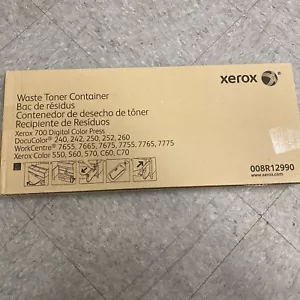 xerox
Waste Toner Container
Bac de résidus
Contenedor de desecho de tóner
Recipiente de Resíduos
Xerox 700 Digital Color Press
DocuColor® 240, 242, 250, 252, 260
WorkCentre® 7655, 7665, 7675, 7755, 7765, 7775
Xerox Color 550, 560, 570, C60, C70
008R12990
www.xerox.com